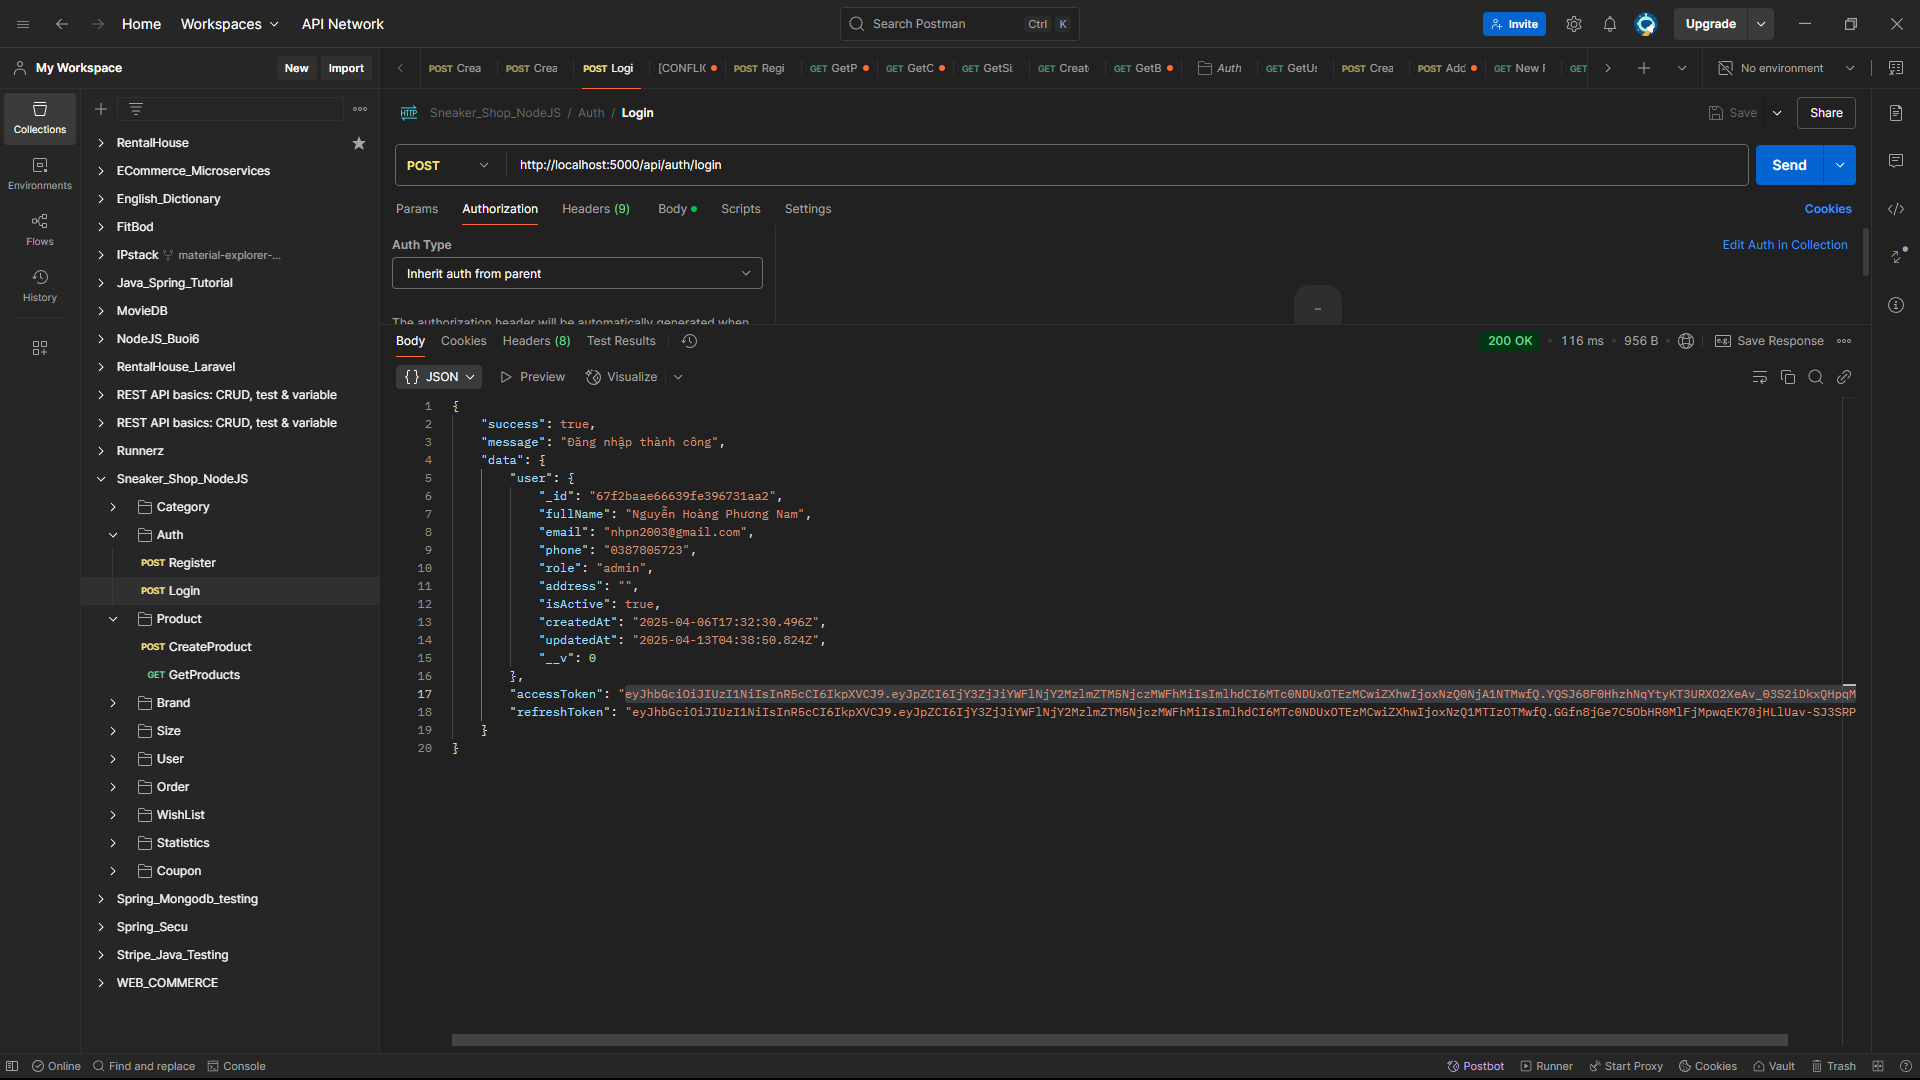 Home Workspaces API Network Search Postman Ctrl K Invite Upgrade
My Workspace New Import POST Crea POST Crea POST Logi [CONFLIC POST Regi GET GetP GET GetC GET GetSi GET Creat GET GetB Auth GET GetUs POST Crea POST Add GET New F GET No environment
Collections
Environments
Flows
History
RentalHouse
ECommerce_Microservices
English_Dictionary
FitBod
IPstack material-explorer-...
Java_Spring_Tutorial
MovieDB
NodeJS_Buoi6
RentalHouse_Laravel
REST API basics: CRUD, test & variable
REST API basics: CRUD, test & variable
Runnerz
Sneaker_Shop_NodeJS
Category
Auth
POST Register
POST Login
Product
POST CreateProduct
GET GetProducts
Brand
Size
User
Order
WishList
Statistics
Coupon
Spring_Mongodb_testing
Spring_Secu
Stripe_Java_Testing
WEB_COMMERCE
HTTP Sneaker_Shop_NodeJS / Auth / Login Save Share
POST http://localhost:5000/api/auth/login Send
Params Authorization Headers (9) Body Scripts Settings Cookies
Auth Type Edit Auth in Collection
Inherit auth from parent
The authorization header will be automatically generated when
Body Cookies Headers (8) Test Results 200 OK 116 ms 956 B Save Response
{} JSON Preview Visualize
1 {
2 "success": true,
3 "message": "Đăng nhập thành công",
4 "data": {
5 "user": {
6 "_id": "67f2baae66639fe396731aa2",
7 "fullName": "Nguyễn Hoàng Phương Nam",
8 "email": "nhpn2003@gmail.com",
9 "phone": "0387805723",
10 "role": "admin",
11 "address": "",
12 "isActive": true,
13 "createdAt": "2025-04-06T17:32:30.496Z",
14 "updatedAt": "2025-04-13T04:38:50.824Z",
15 "__v": 0
16 },
17 "accessToken":
18 "refreshToken":
19 }
20 }
Online Find and replace Console Postbot Runner Start Proxy Cookies Vault Trash